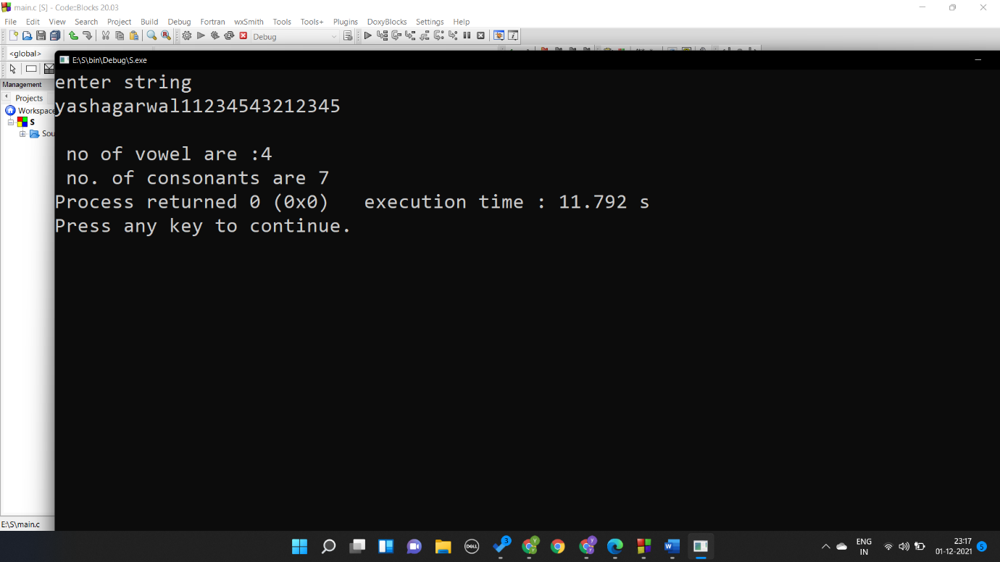 main.c [S] - Code::Blocks 20.03
File Edit View Search Project Build Debug Fortran wxSmith Tools Tools+ Plugins DoxyBlocks Settings Help
Debug
<global>
E:\S\bin\Debug\S.exe
Management
Projects
Workspace
S
Sou
enter string
yashagarwal11234543212345
no of vowel are :4
no. of consonants are 7
Process returned 0 (0x0)   execution time : 11.792 s
Press any key to continue.
E:\S\main.c
DELL
3
Y
Y
Y
Y
W
ENG
IN
23:17
01-12-2021
5